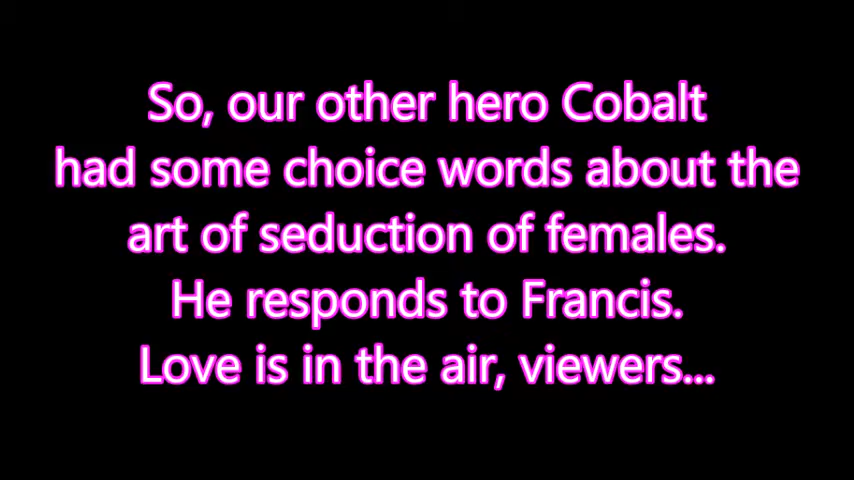 So, our other hero Cobalt
had some choice words about the
art of seduction of females.
He responds to Francis.
Love is in the air, viewers...